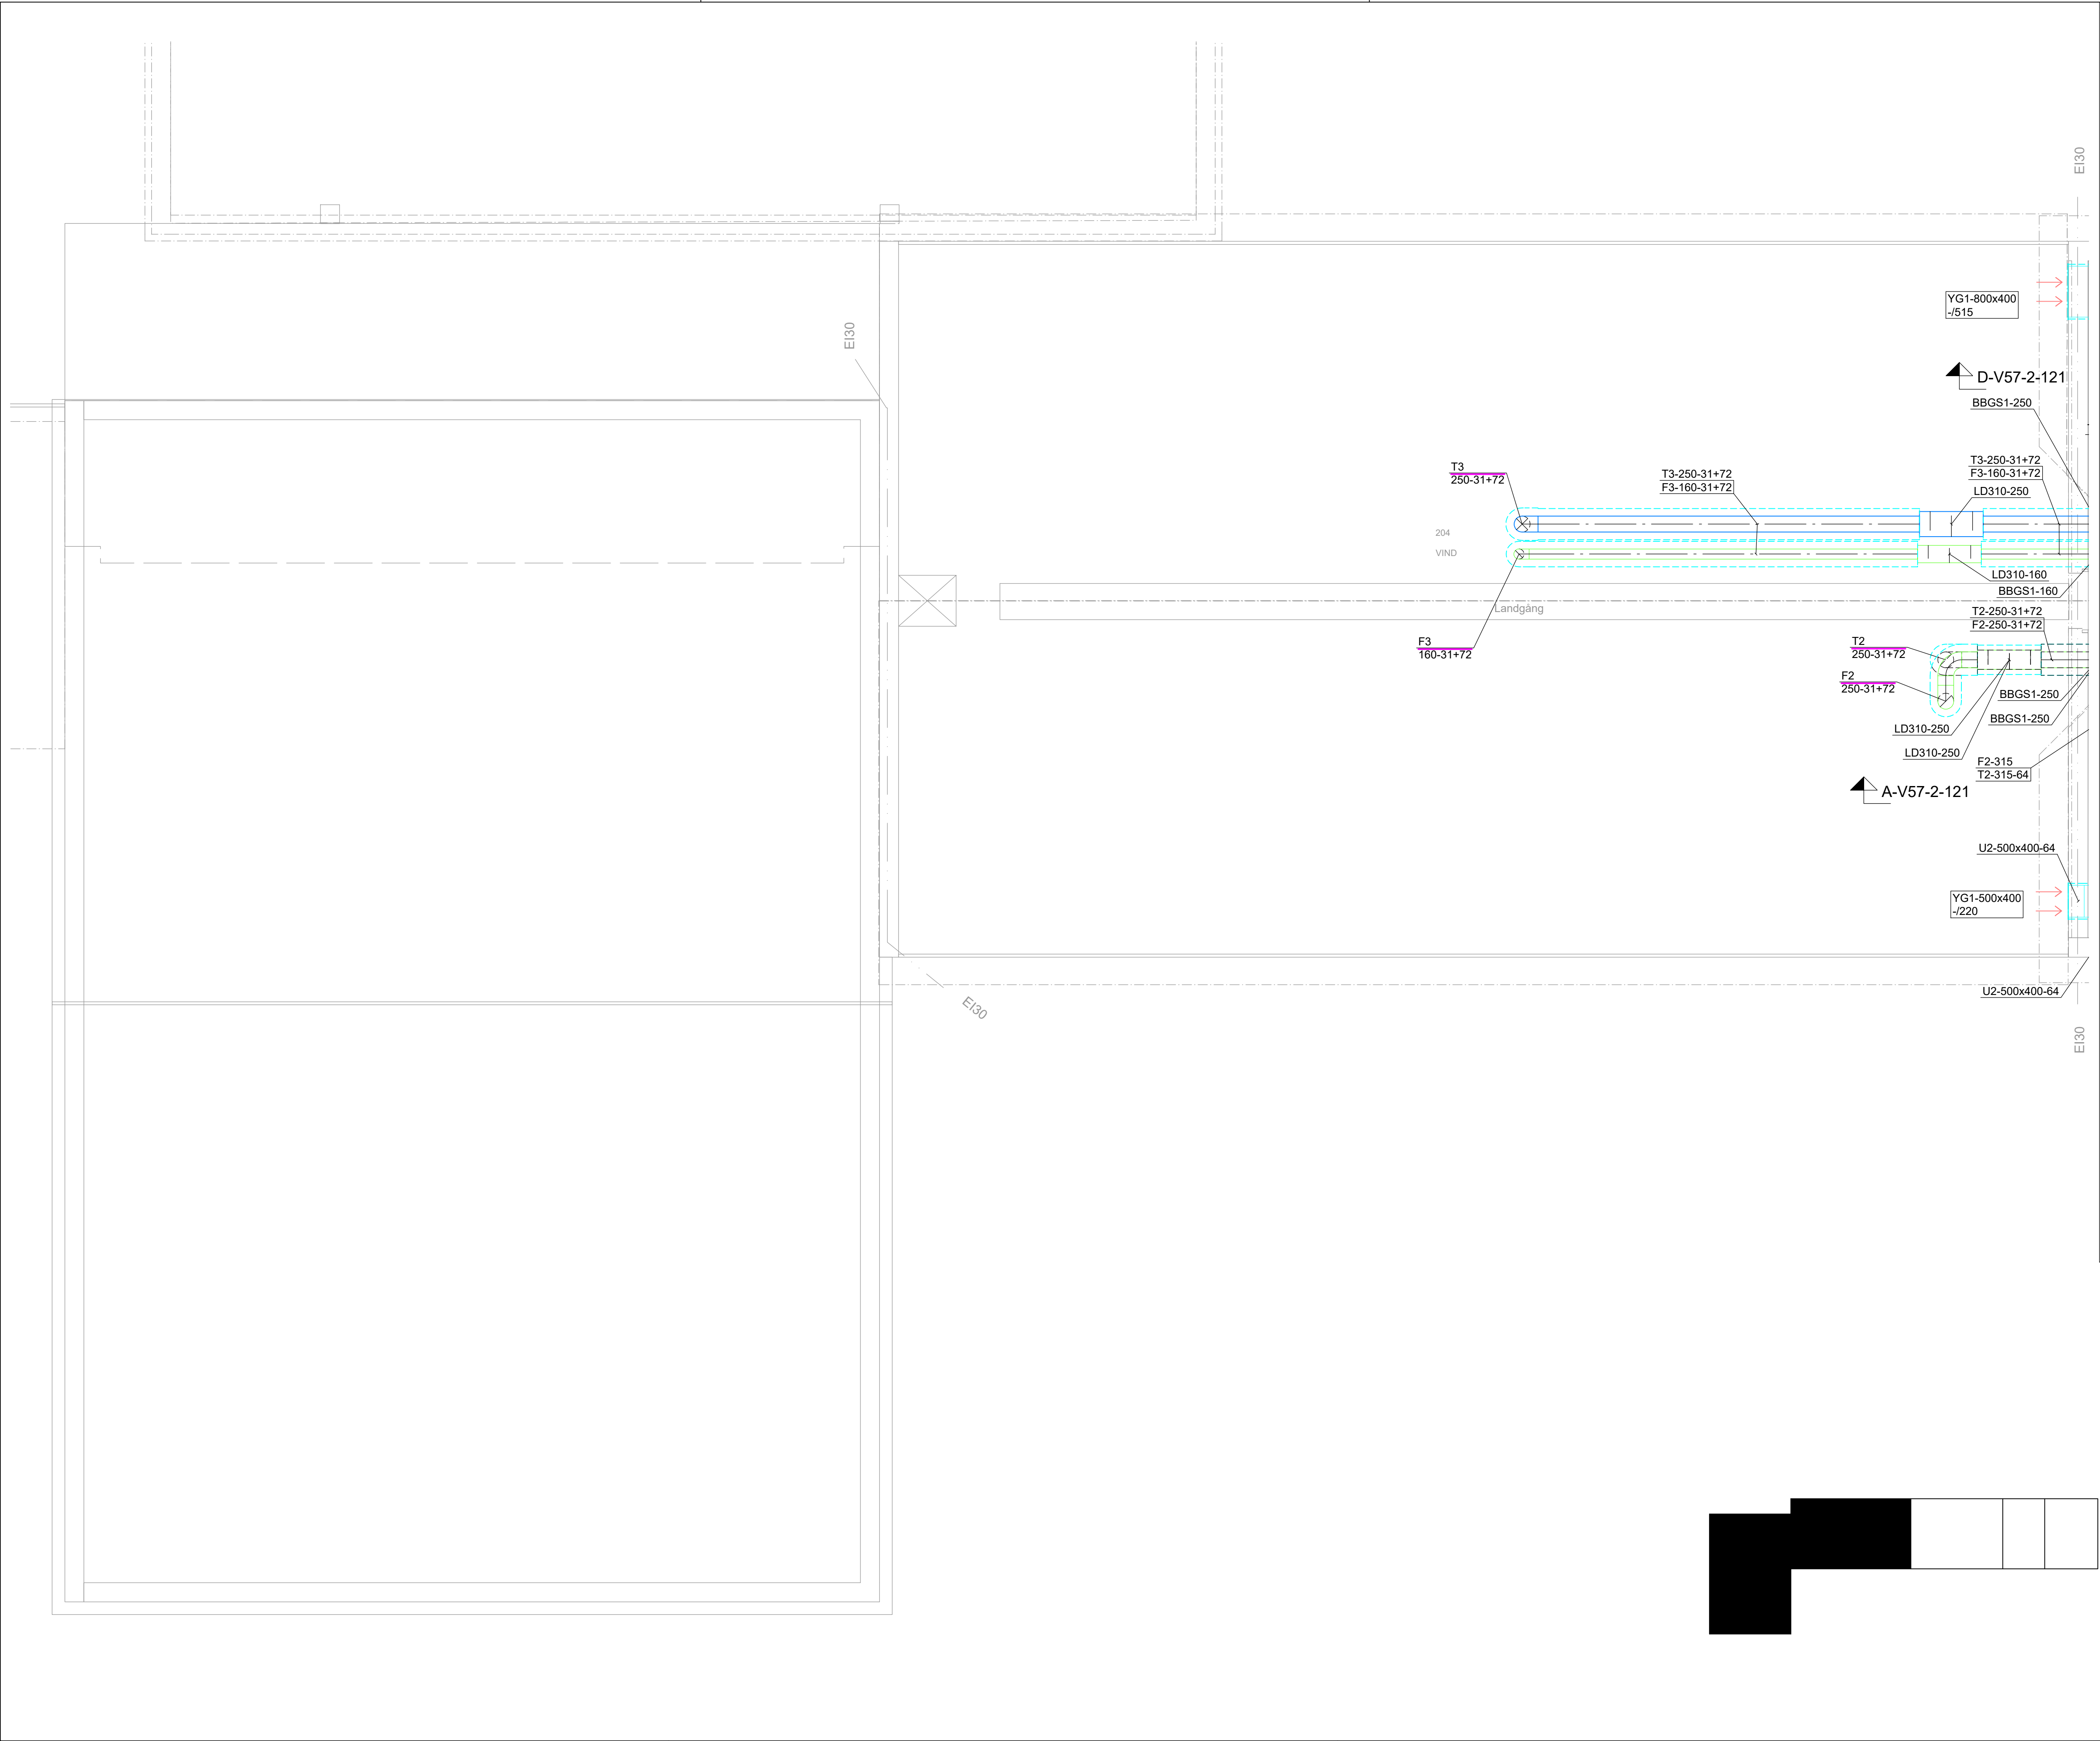 EI30
YG1-800x400
-/515
EI30
D-V57-2-121
BBGS1-250
T3
250-31+72
T3-250-31+72
F3-160-31+72
T3-250-31+72
F3-160-31+72
LD310-250
204
VIND
LD310-160
BBGS1-160
Landgång
T2-250-31+72
F2-250-31+72
F3
160-31+72
T2
250-31+72
F2
250-31+72
BBGS1-250
BBGS1-250
LD310-250
LD310-250
F2-315
T2-315-64
A-V57-2-121
U2-500x400-64
YG1-500x400
-/220
U2-500x400-64
EI30
EI30